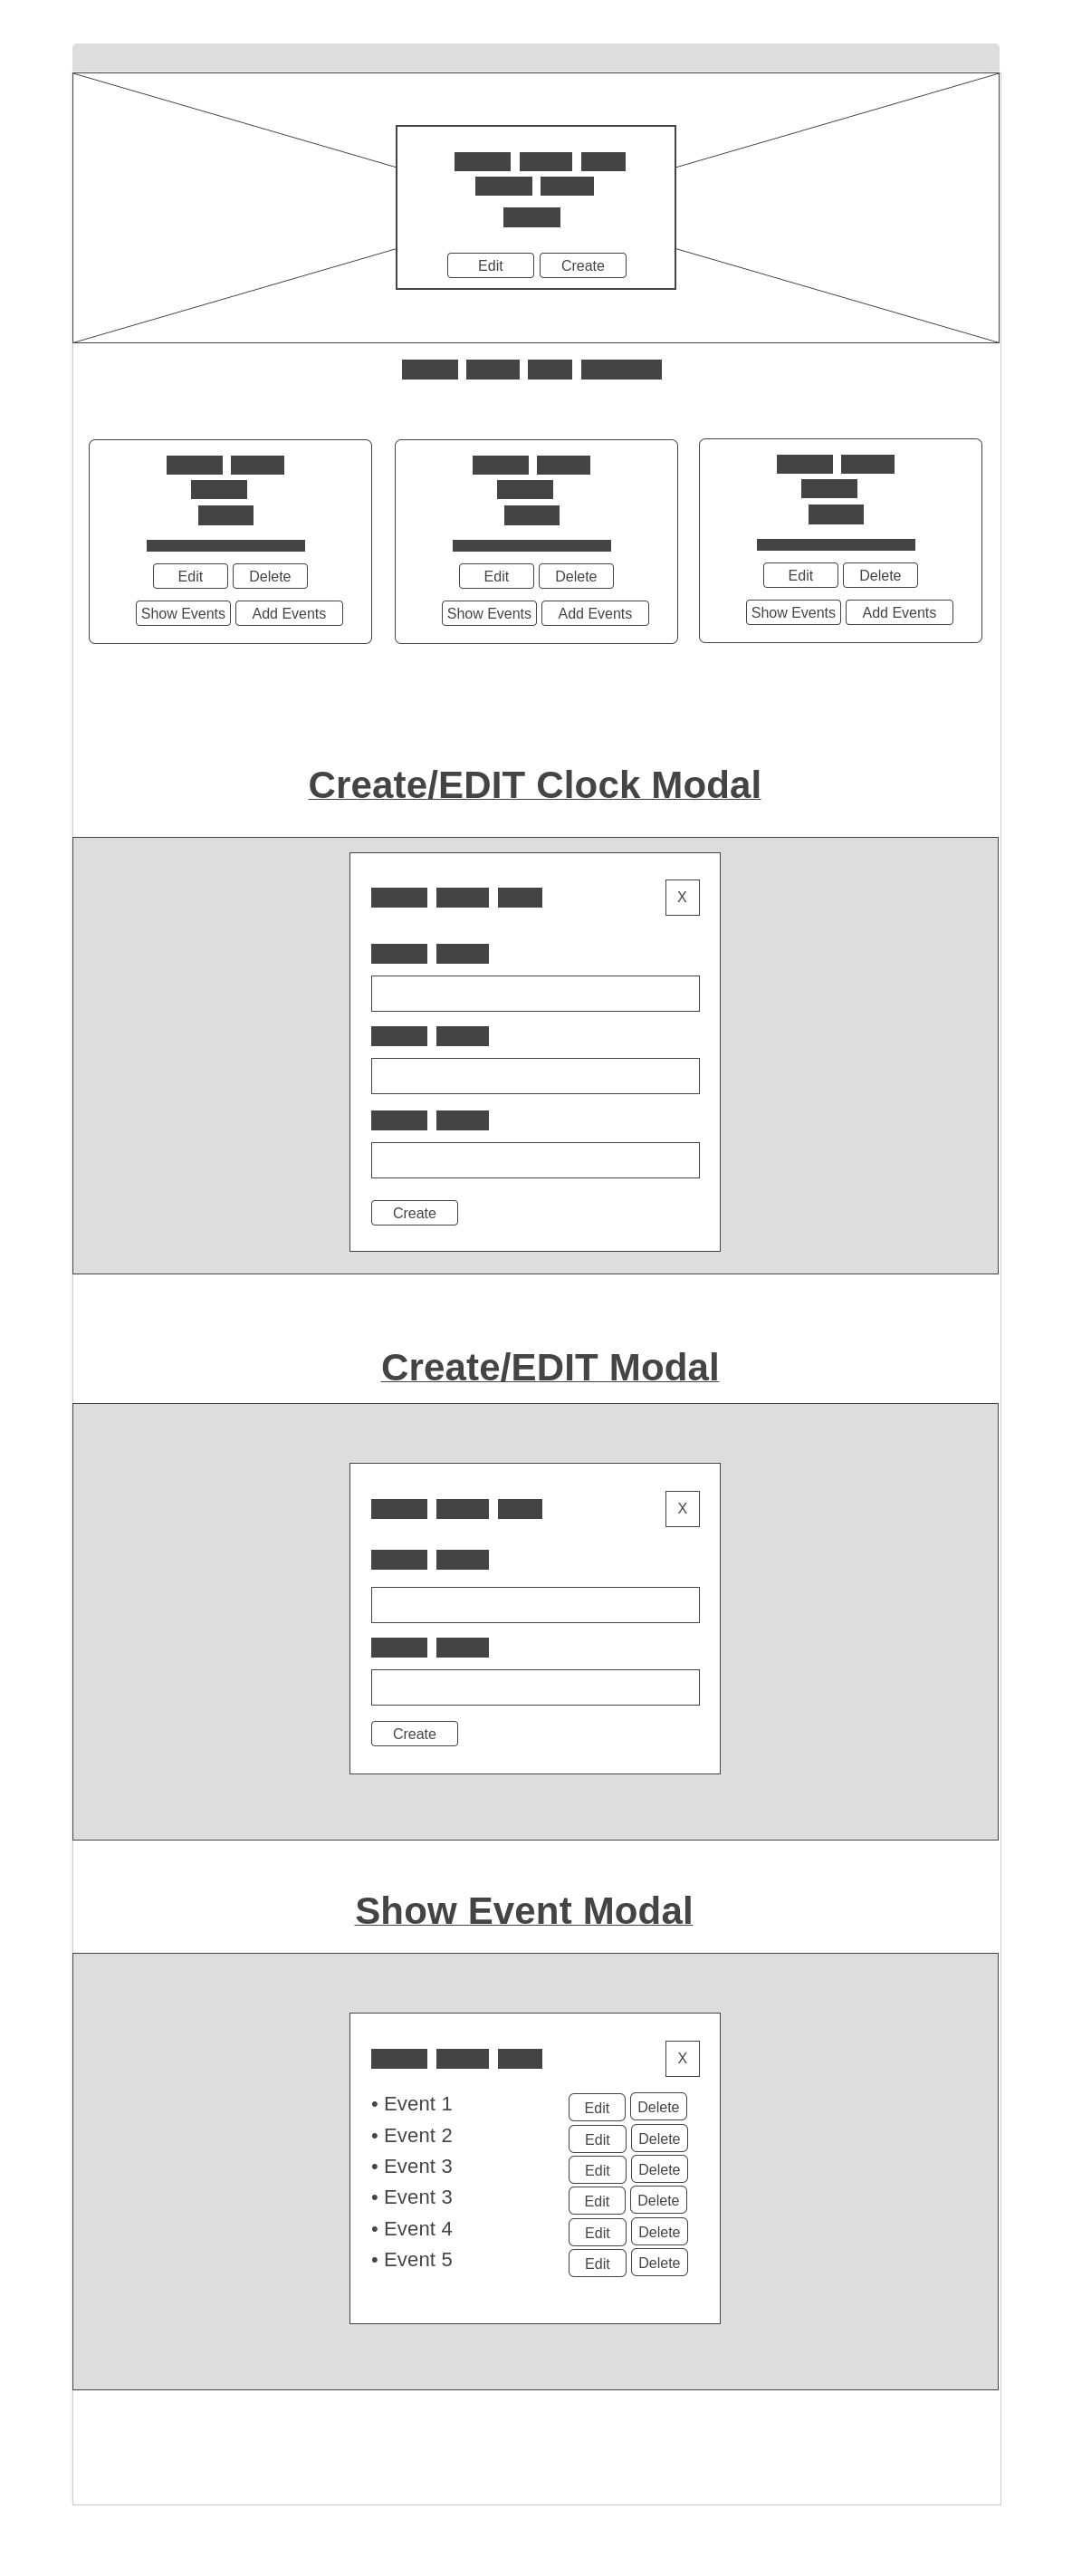 Edit Create
Edit Delete Edit Delete Edit Delete
Show Events Add Events Show Events Add Events Show Events Add Events
Create/EDIT Clock Modal
X
Create
Create/EDIT Modal
X
Create
Show Event Modal
X
• Event 1 Edit Delete
• Event 2 Edit Delete
• Event 3 Edit Delete
• Event 3 Edit Delete
• Event 4 Edit Delete
• Event 5 Edit Delete